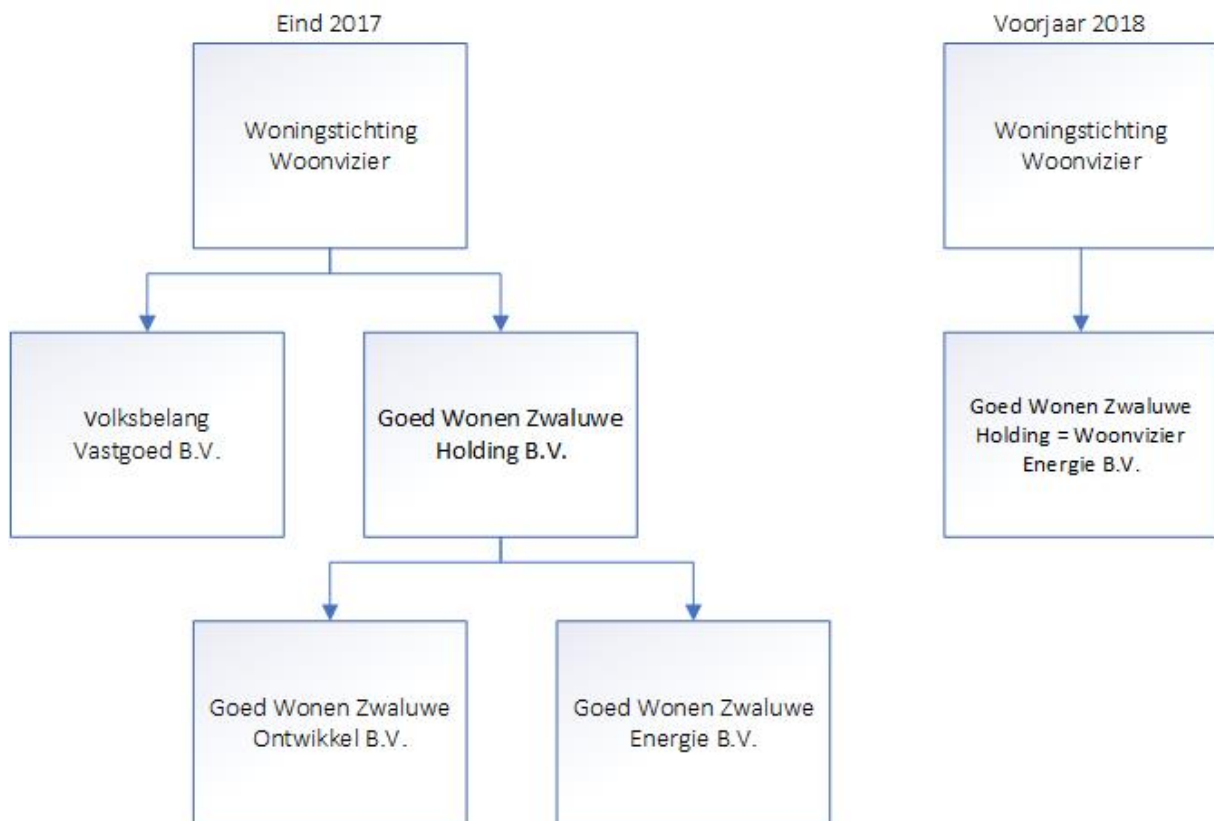 Eind 2017
Woningstichting
Woonvizier
Volksbelang
Vastgoed B.V.
Goed Wonen Zwaluwe
Holding B.V.
Goed Wonen Zwaluwe
Ontwikkel B.V.
Goed Wonen Zwaluwe
Energie B.V.
Voorjaar 2018
Woningstichting
Woonvizier
Goed Wonen Zwaluwe
Holding = Woonvizier
Energie B.V.